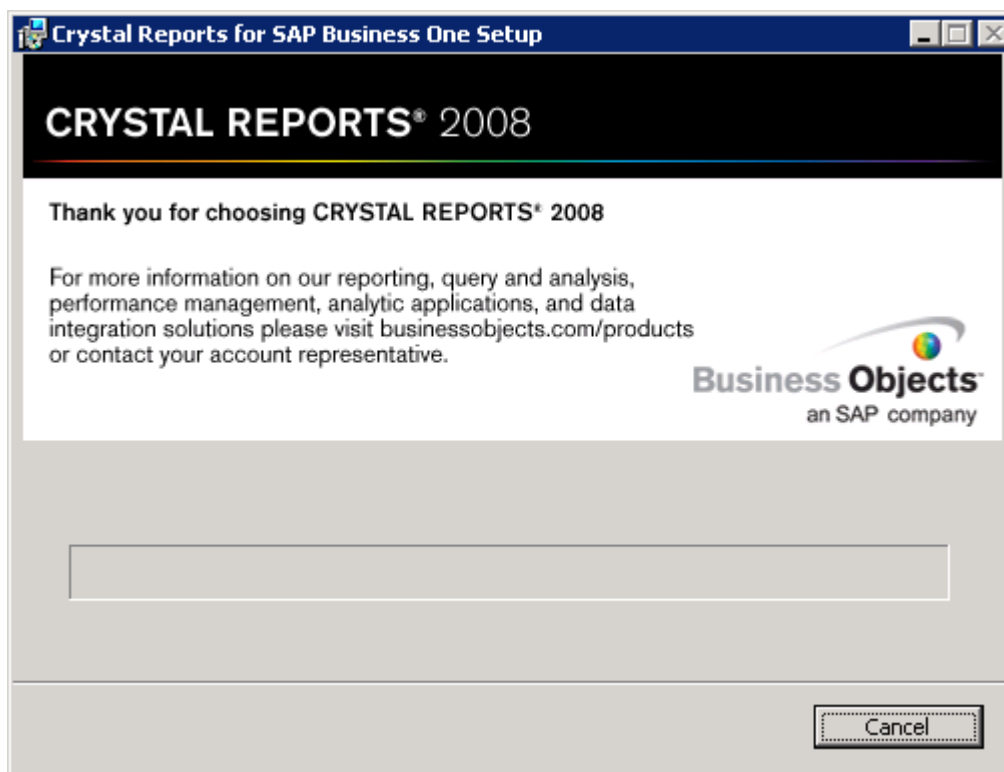 Crystal Reports for SAP Business One Setup
CRYSTAL REPORTS® 2008
Thank you for choosing CRYSTAL REPORTS® 2008
For more information on our reporting, query and analysis,
performance management, analytic applications, and data
integration solutions please visit businessobjects.com/products
or contact your account representative.
Business Objects™
an SAP company
Cancel